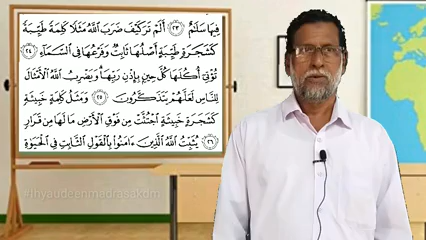 فِيهَا سَلَٰمٌ ٢٣ أَلَمْ تَرَ كَيْفَ ضَرَبَ ٱللَّهُ مَثَلًا كَلِمَةً طَيِّبَةً
كَشَجَرَةٍ طَيِّبَةٍ أَصْلُهَا ثَابِتٌ وَفَرْعُهَا فِى ٱلسَّمَآءِ ٢٤
تُؤْتِىٓ أُكُلَهَا كُلَّ حِينٍۭ بِإِذْنِ رَبِّهَا وَيَضْرِبُ ٱللَّهُ ٱلْأَمْثَالَ
لِلنَّاسِ لَعَلَّهُمْ يَتَذَكَّرُونَ ٢٥ وَمَثَلُ كَلِمَةٍ خَبِيثَةٍ
كَشَجَرَةٍ خَبِيثَةٍ ٱجْتُثَّتْ مِن فَوْقِ ٱلْأَرْضِ مَا لَهَا مِن قَرَارٍ
٢٦ يُثَبِّتُ ٱللَّهُ ٱلَّذِينَ ءَامَنُوا۟ بِٱلْقَوْلِ ٱلثَّابِتِ فِى ٱلْحَيَوٰةِ